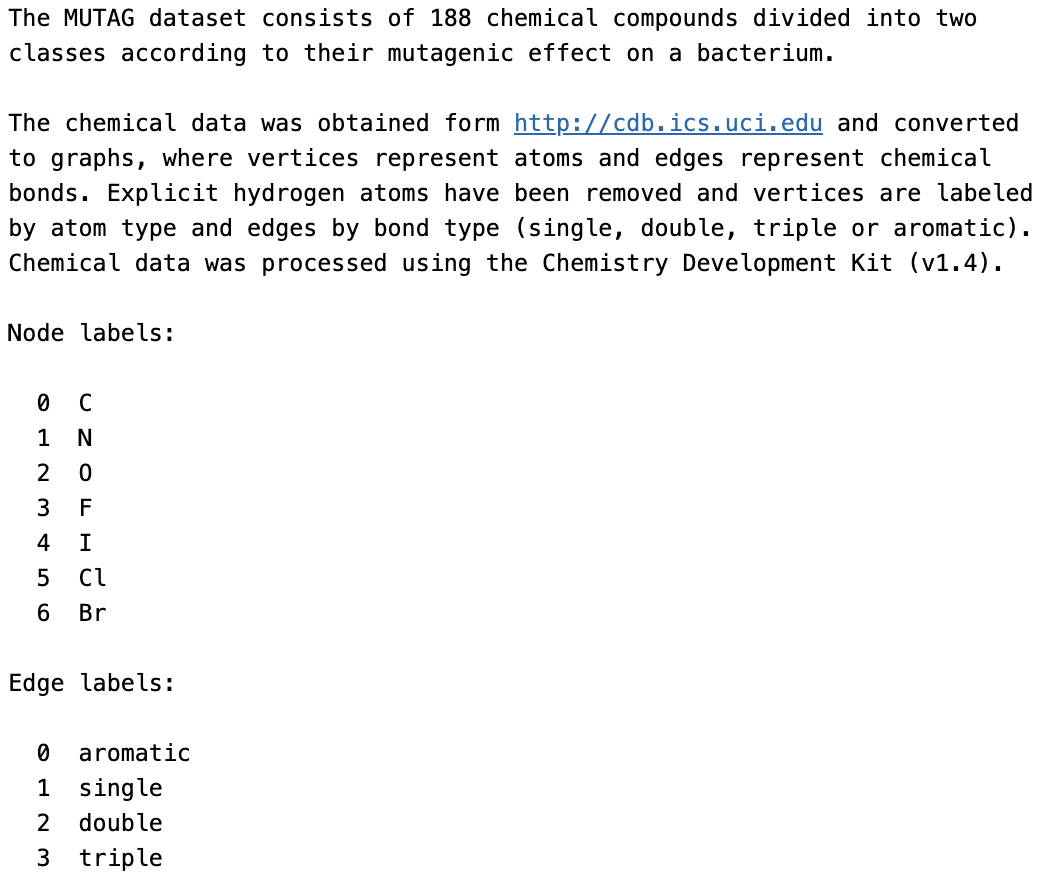 The MUTAG dataset consists of 188 chemical compounds divided into two
classes according to their mutagenic effect on a bacterium.
The chemical data was obtained form http://cdb.ics.uci.edu and converted
to graphs, where vertices represent atoms and edges represent chemical
bonds. Explicit hydrogen atoms have been removed and vertices are labeled
by atom type and edges by bond type (single, double, triple or aromatic).
Chemical data was processed using the Chemistry Development Kit (v1.4).
Node labels:
0 C
1 N
2 O
3 F
4 I
5 Cl
6 Br
Edge labels:
0 aromatic
1 single
2 double
3 triple